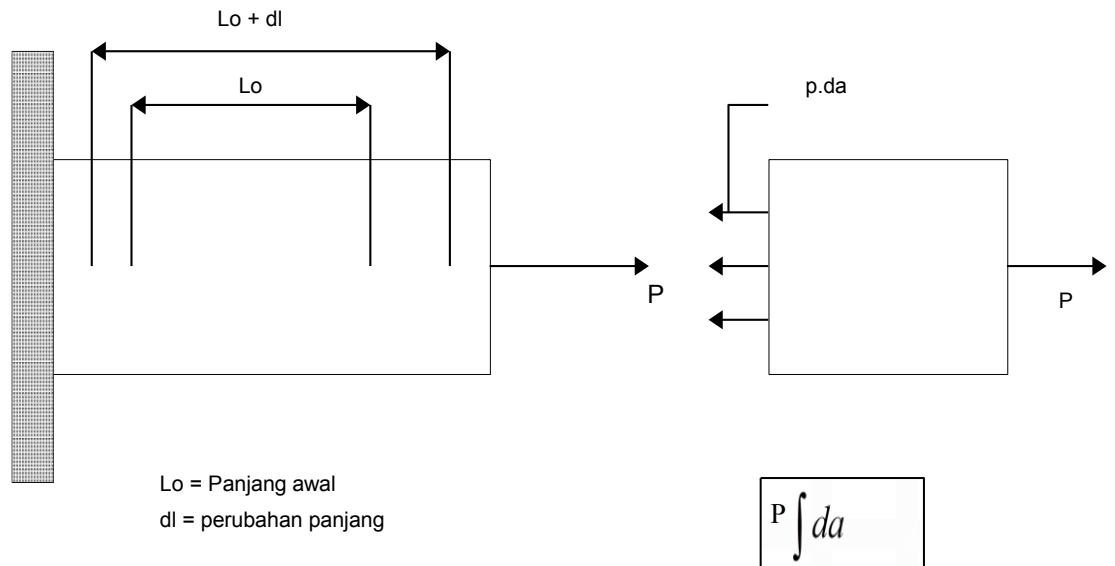 Lo + dl
Lo
p.da
P
P
Lo = Panjang awal
dl = perubahan panjang
P ∫ da